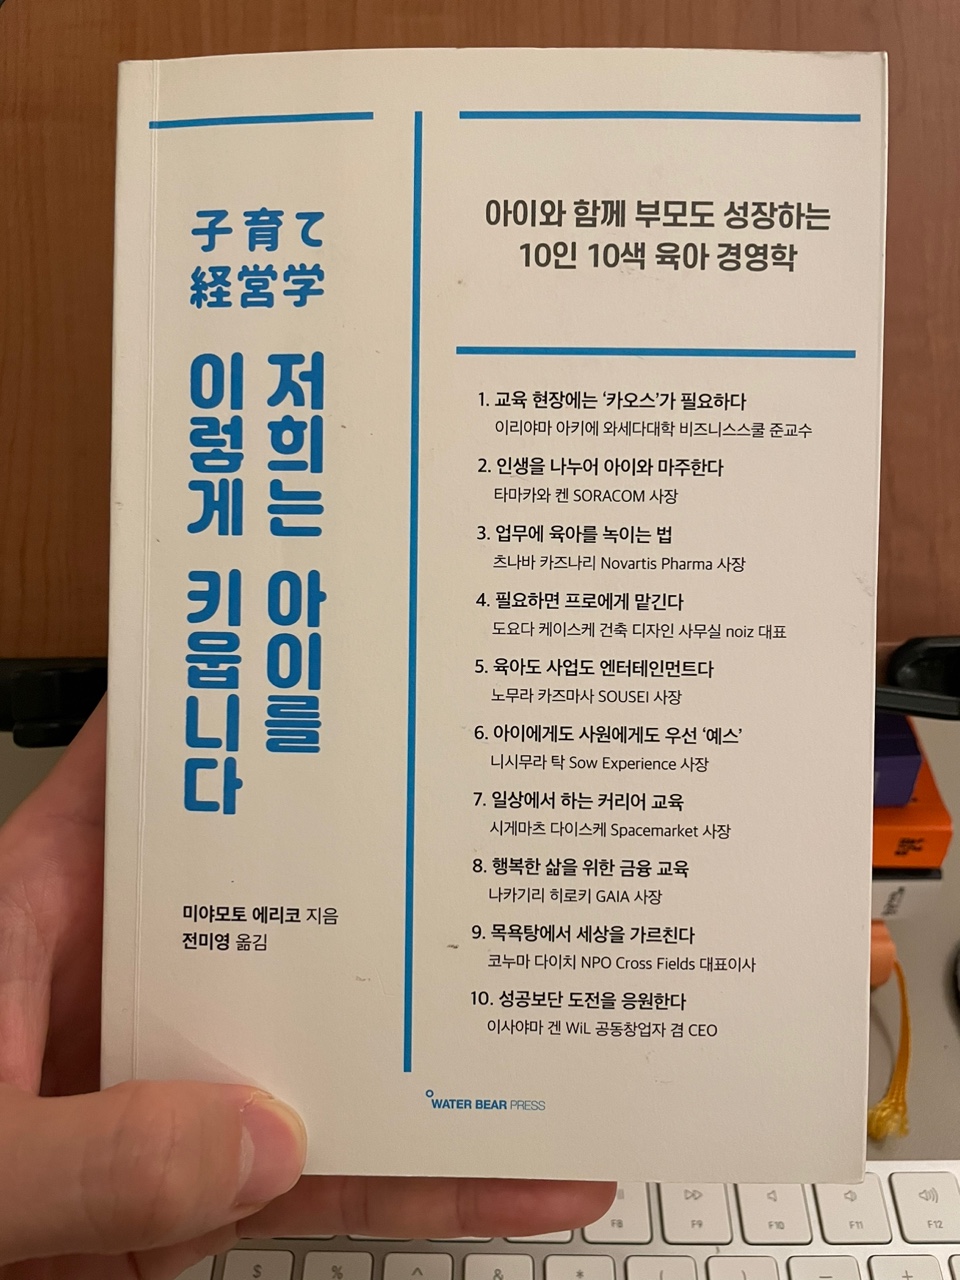 子育て
経営学
저희는 아이를
이렇게 키웁니다
미야모토 에리코 지음
전미영 옮김
아이와 함께 부모도 성장하는
10인 10색 육아 경영학
1. 교육 현장에는 ‘카오스’가 필요하다
이리야마 아키에 와세다대학 비즈니스스쿨 준교수
2. 인생을 나누어 아이와 마주한다
타마카와 켄 SORACOM 사장
3. 업무에 육아를 녹이는 법
츠나바 카즈나리 Novartis Pharma 사장
4. 필요하면 프로에게 맡긴다
도요다 케이스케 건축 디자인 사무실 noiz 대표
5. 육아도 사업도 엔터테인먼트다
노무라 카즈마사 SOUSEI 사장
6. 아이에게도 사원에게도 우선 ‘예스’
니시무라 탁 Sow Experience 사장
7. 일상에서 하는 커리어 교육
시게마츠 다이스케 Spacemarket 사장
8. 행복한 삶을 위한 금융 교육
나카기리 히로키 GAIA 사장
9. 목욕탕에서 세상을 가르친다
코누마 다이치 NPO Cross Fields 대표이사
10. 성공보단 도전을 응원한다
이사야마 겐 WiL 공동창업자 겸 CEO
WATER BEAR PRESS
F8 F9 F10 F11 F12
$ % ^ & * ( ) +